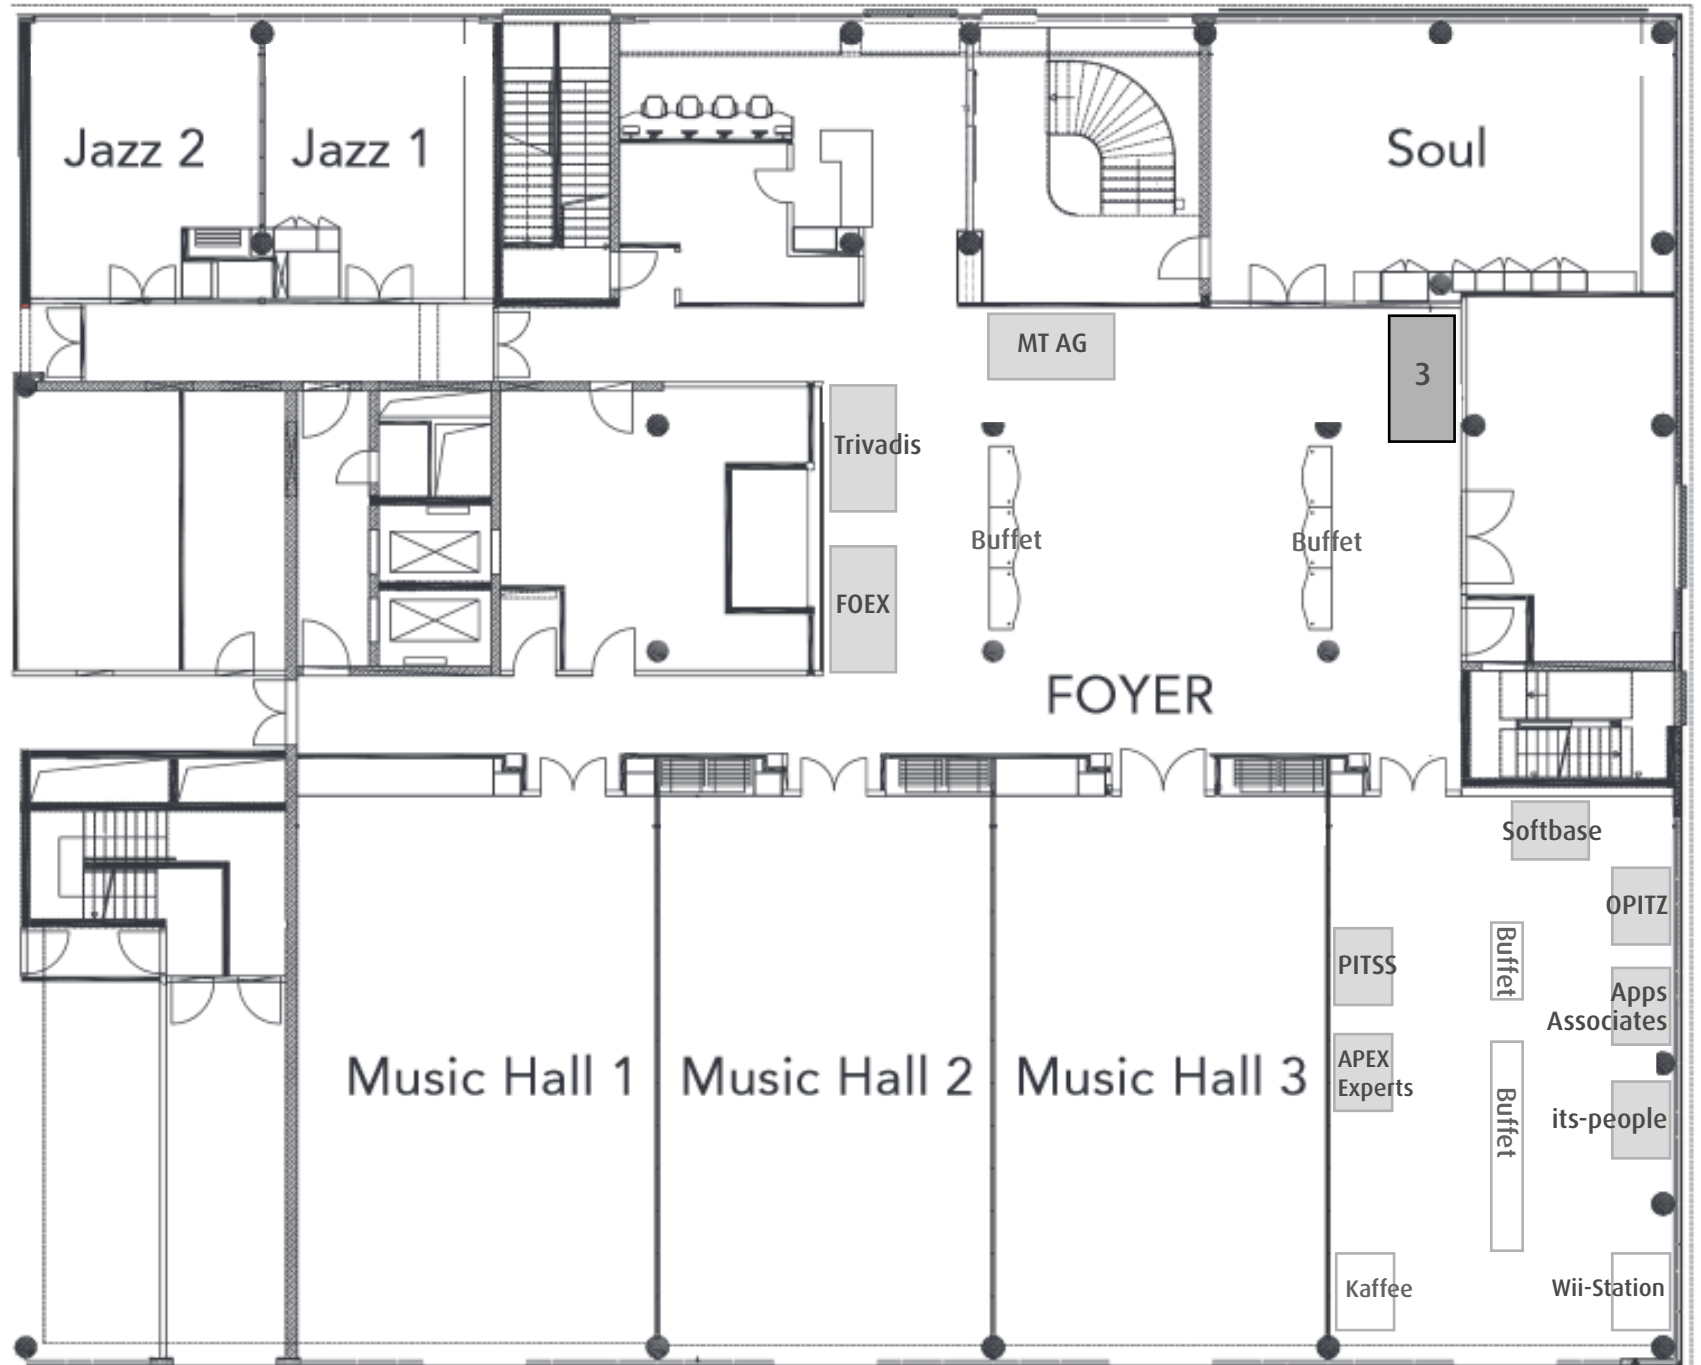 Jazz 2
Jazz 1
Soul
MT AG
3
Trivadis
Buffet
Buffet
FOEX
FOYER
Softbase
OPITZ
PITSS
Buffet
Apps
Associates
APEX
Experts
Music Hall 1
Music Hall 2
Music Hall 3
Buffet
its-people
Kaffee
Wii-Station